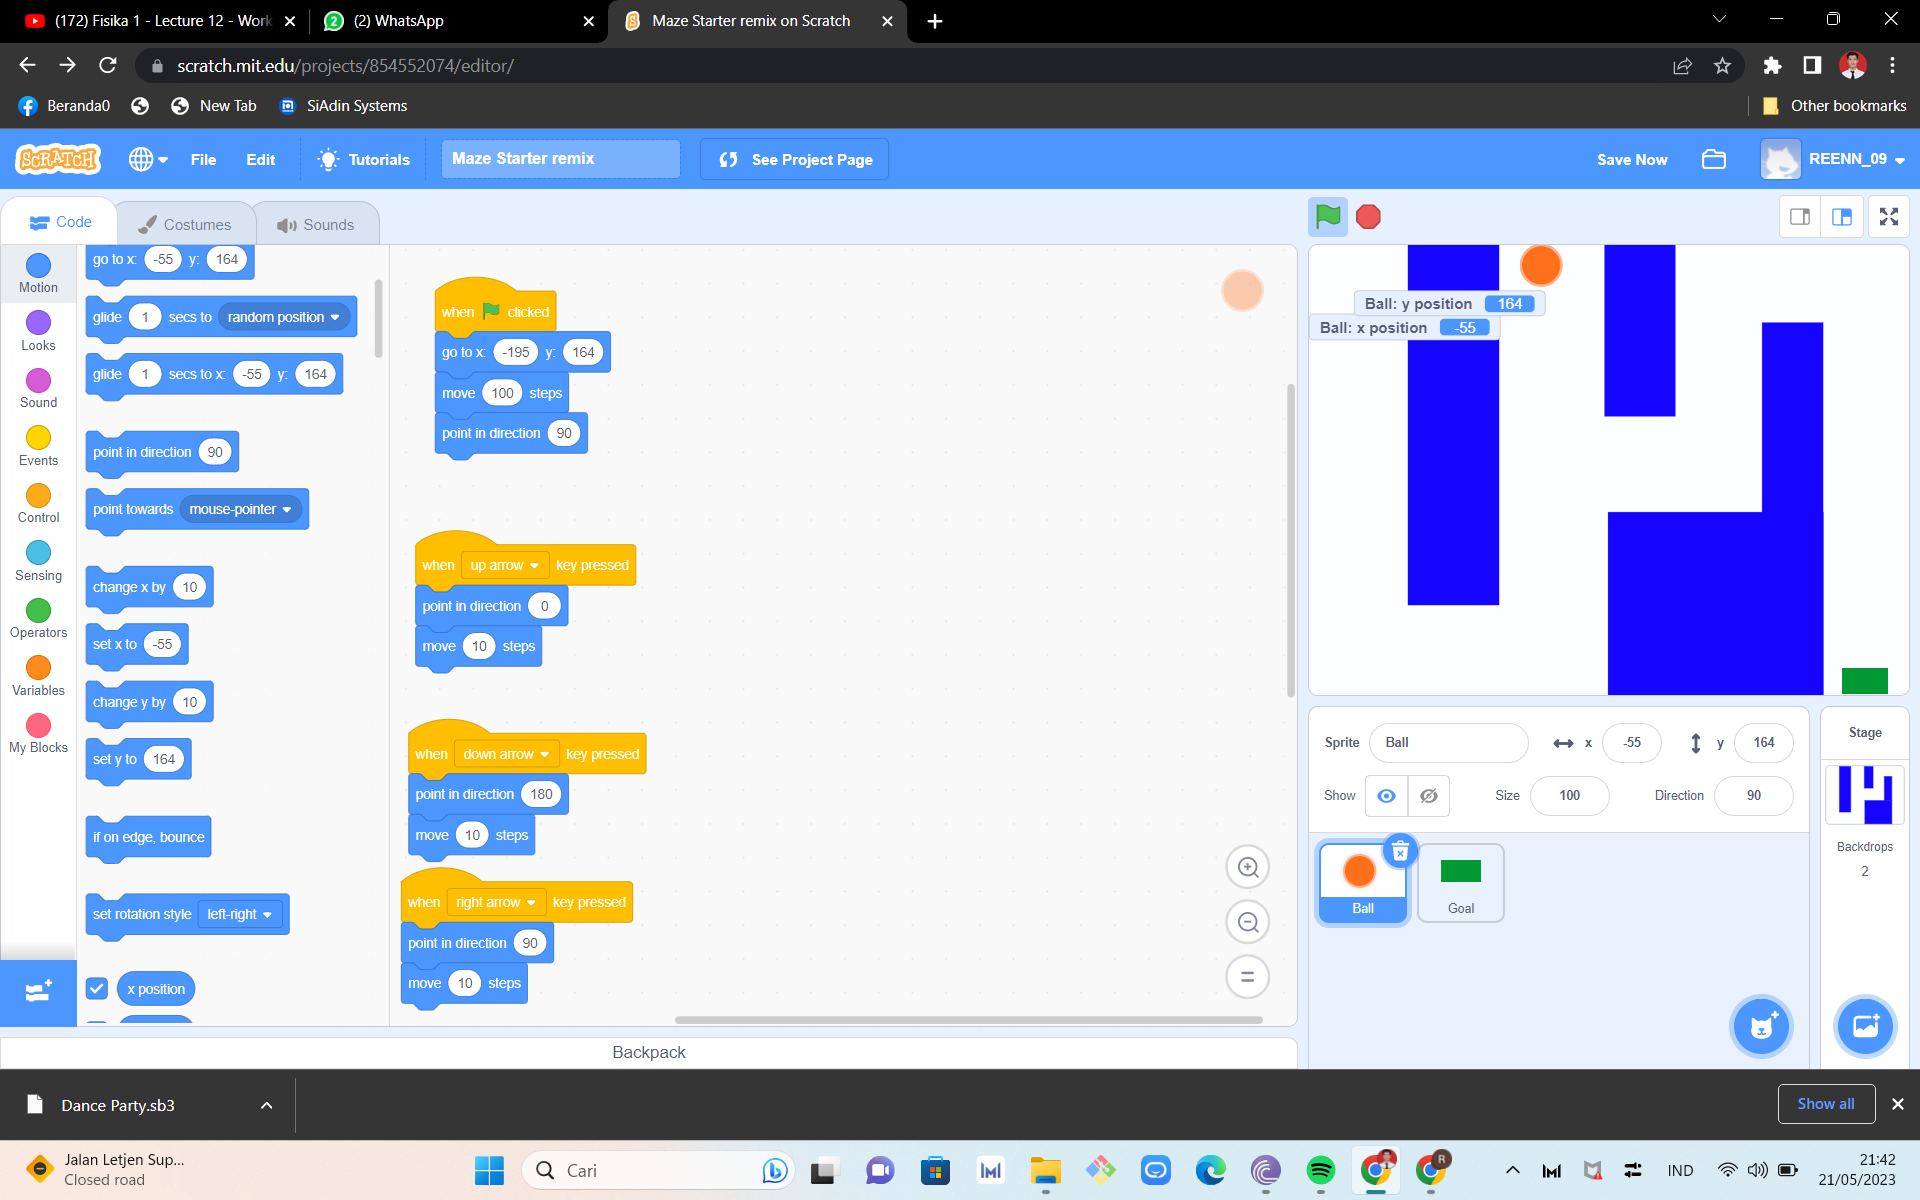 (172) Fisika 1 - Lecture 12 - Work
(2) WhatsApp
Maze Starter remix on Scratch
scratch.mit.edu/projects/854552074/editor/
Beranda0
New Tab
SiAdin Systems
Other bookmarks
SCRATCH
File
Edit
Tutorials
Maze Starter remix
See Project Page
Save Now
REENN_09
Code
Costumes
Sounds
Motion
Looks
Sound
Events
Control
Sensing
Operators
Variables
My Blocks
go to x: -55 y: 164
glide 1 secs to random position
glide 1 secs to x: -55 y: 164
point in direction 90
point towards mouse-pointer
change x by 10
set x to -55
change y by 10
set y to 164
if on edge, bounce
set rotation style left-right
x position
when clicked
go to x: -195 y: 164
move 100 steps
point in direction 90
when up arrow key pressed
point in direction 0
move 10 steps
when down arrow key pressed
point in direction 180
move 10 steps
when right arrow key pressed
point in direction 90
move 10 steps
Backpack
Ball: y position 164
Ball: x position -55
Sprite Ball x -55 y 164
Show Size 100 Direction 90
Ball
Goal
Stage
Backdrops
2
Dance Party.sb3
Show all
Jalan Letjen Sup...
Closed road
Cari
R
IND
21:42
21/05/2023